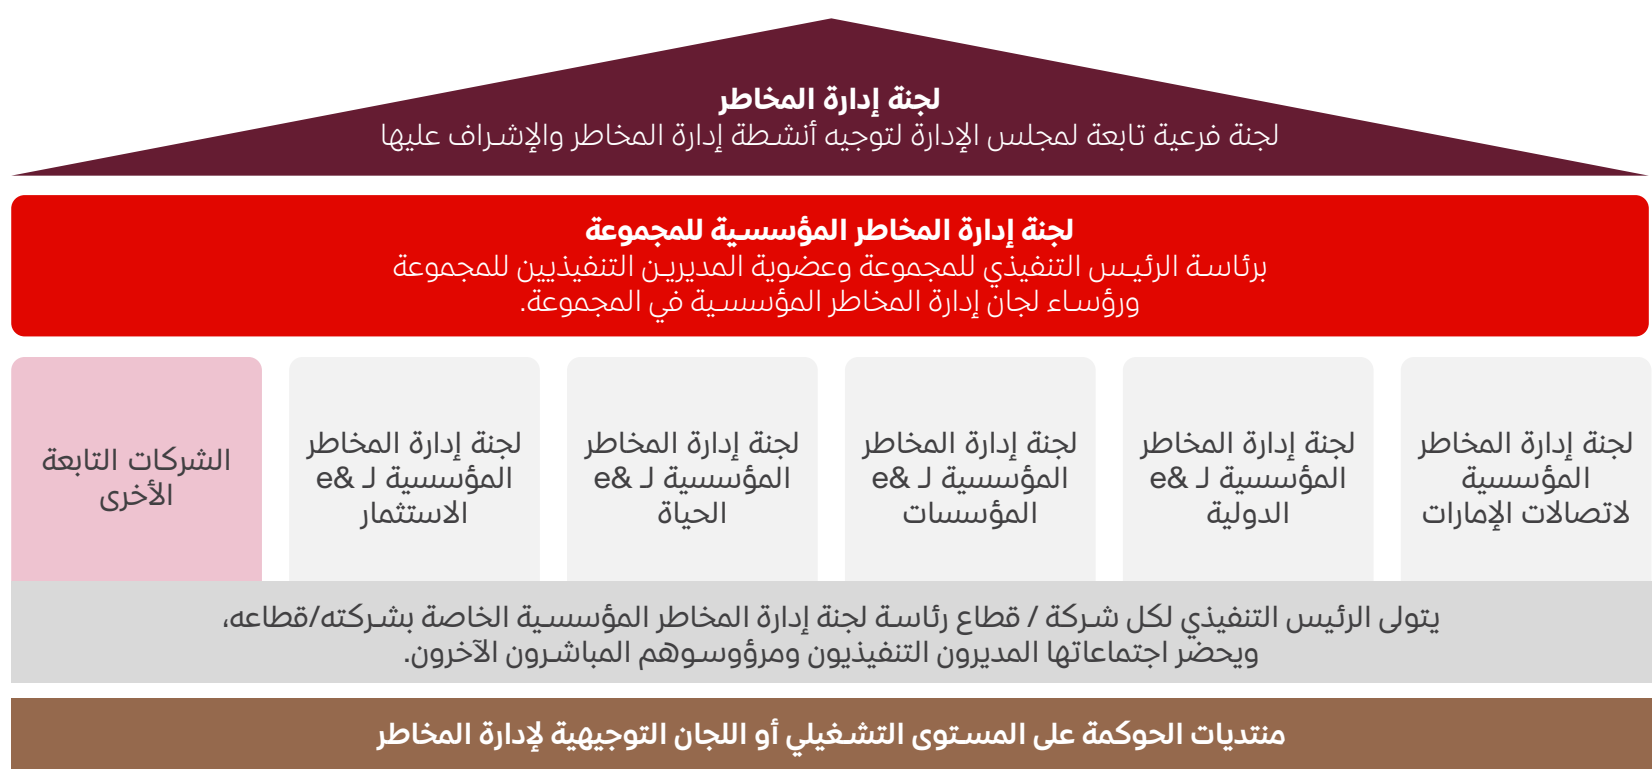 لجنة إدارة المخاطر
لجنة فرعية تابعة لمجلس الإدارة لتوجيه أنشطة إدارة المخاطر والإشراف عليها
لجنة إدارة المخاطر المؤسسية للمجموعة
برئاسة الرئيس التنفيذي للمجموعة وعضوية المديرين التنفيذيين للمجموعة
ورؤساء لجان إدارة المخاطر المؤسسية في المجموعة.
لجنة إدارة المخاطر
المؤسسية
لاتصالات الإمارات
لجنة إدارة المخاطر
المؤسسية لـ &e
الدولية
لجنة إدارة المخاطر
المؤسسية لـ &e
المؤسسات
لجنة إدارة المخاطر
المؤسسية لـ &e
الحياة
لجنة إدارة المخاطر
المؤسسية لـ &e
الاستثمار
الشركات التابعة
الأخرى
يتولى الرئيس التنفيذي لكل شركة / قطاع رئاسة لجنة إدارة المخاطر المؤسسية الخاصة بشركته/قطاعه،
ويحضر اجتماعاتها المديرون التنفيذيون ومرؤوسوهم المباشرون الآخرون.
منتديات الحوكمة على المستوى التشغيلي أو اللجان التوجيهية لإدارة المخاطر